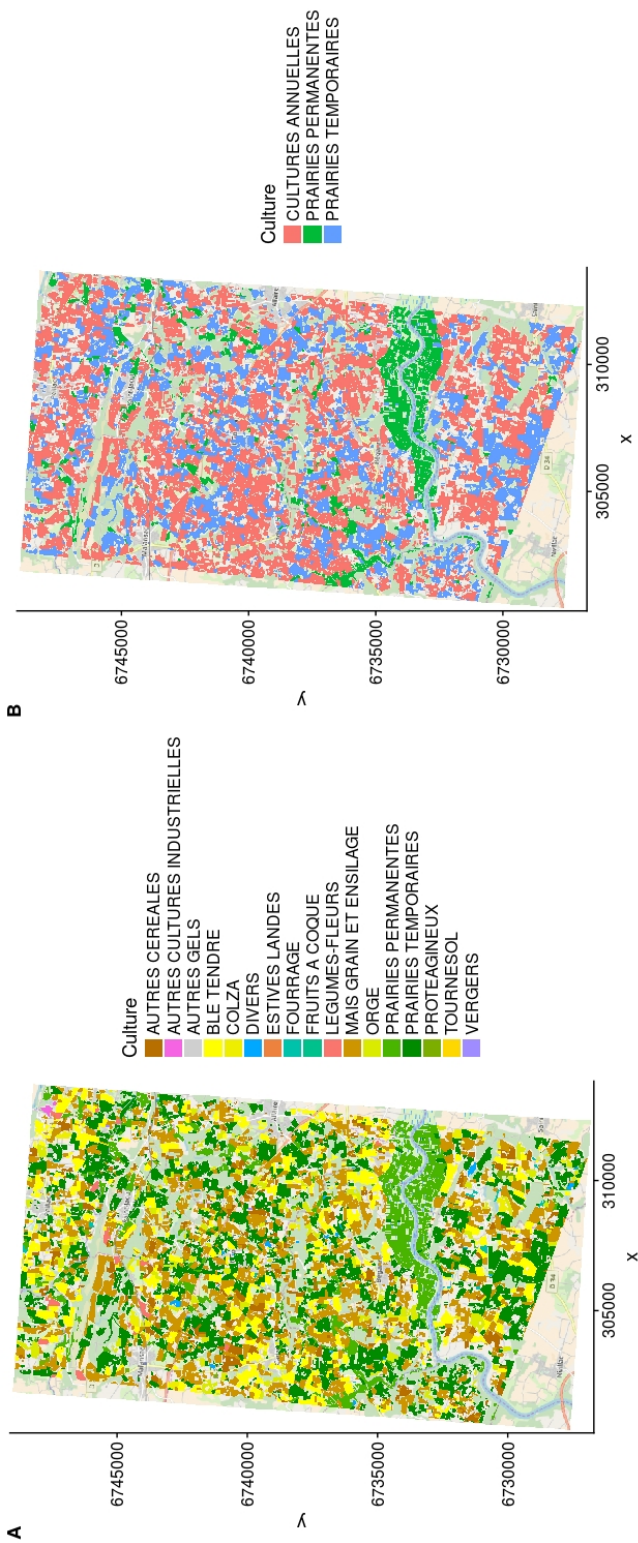 A
6745000
6740000
6735000
6730000
y
305000
310000
x
Culture
AUTRES CEREALES
AUTRES CULTURES INDUSTRIELLES
AUTRES GELS
BLE TENDRE
COLZA
DIVERS
ESTIVES LANDES
FOURRAGE
FRUITS A COQUE
LEGUMES-FLEURS
MAIS GRAIN ET ENSILAGE
ORGE
PRAIRIES PERMANENTES
PRAIRIES TEMPORAIRES
PROTEAGINEUX
TOURNESOL
VERGERS
B
6745000
6740000
6735000
6730000
y
305000
310000
x
Culture
CULTURES ANNUELLES
PRAIRIES PERMANENTES
PRAIRIES TEMPORAIRES